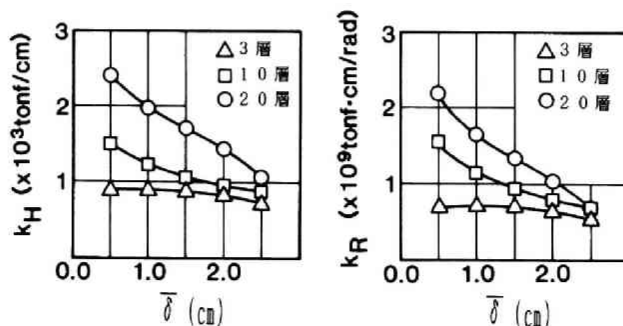 3
△ 3 層
□ 1 0 層
○ 2 0 層
2
1
0.0 1.0 2.0
k_H (x10³tonf/cm)
δ̄ (cm)
3
△ 3 層
□ 1 0 層
○ 2 0 層
2
1
0.0 1.0 2.0
k_R (x10⁹tonf·cm/rad)
δ̄ (cm)